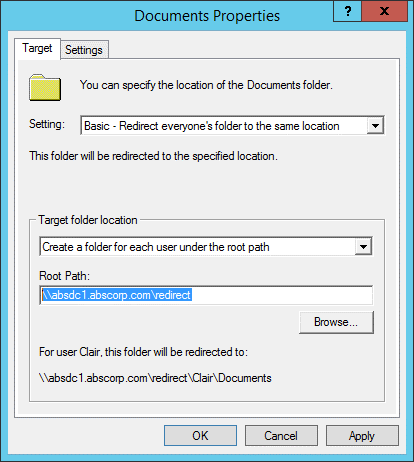 Documents Properties
? x
Target Settings
You can specify the location of the Documents folder.
Setting: Basic - Redirect everyone's folder to the same location
This folder will be redirected to the specified location.
Target folder location
Create a folder for each user under the root path
Root Path:
\\absdc1.abscorp.com\redirect
Browse...
For user Clair, this folder will be redirected to:
\\absdc1.abscorp.com\redirect\Clair\Documents
OK Cancel Apply